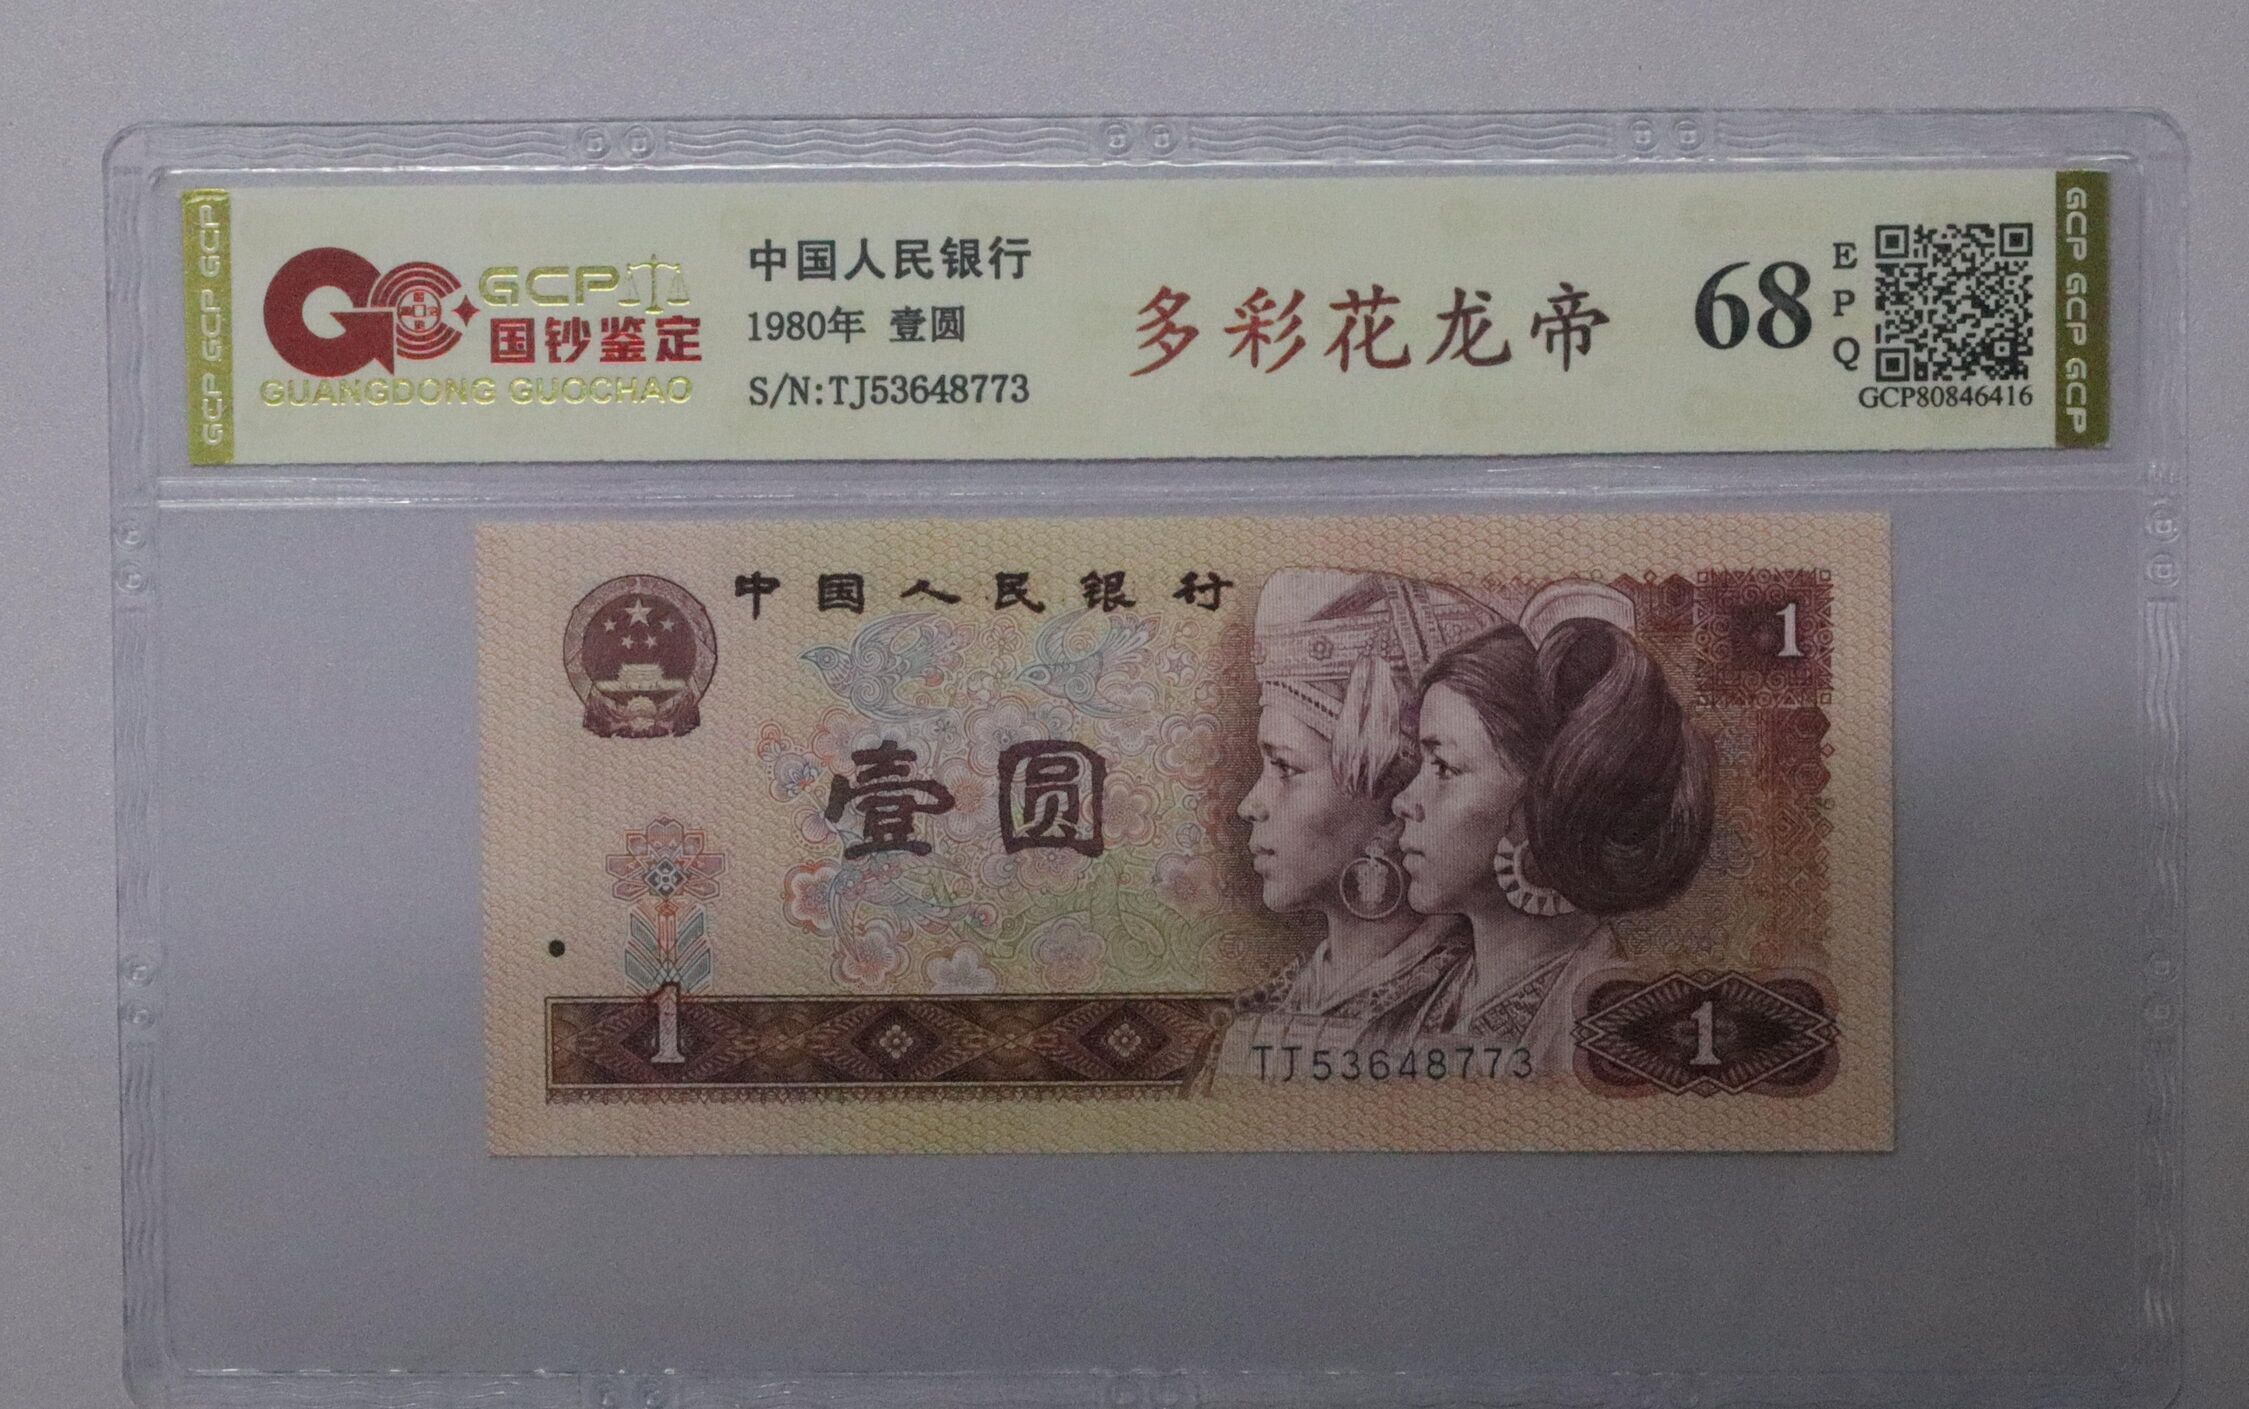 GCP
国钞鉴定
GUANGDONG GUOCHAO
中国人民银行
1980年 壹圆
S/N:TJ53648773
多彩花龙帝
68
EPQ
GCP80846416
GCP GCP GCP
GCP GCP GCP
中国人民银行
1
壹圆
1
TJ53648773
1